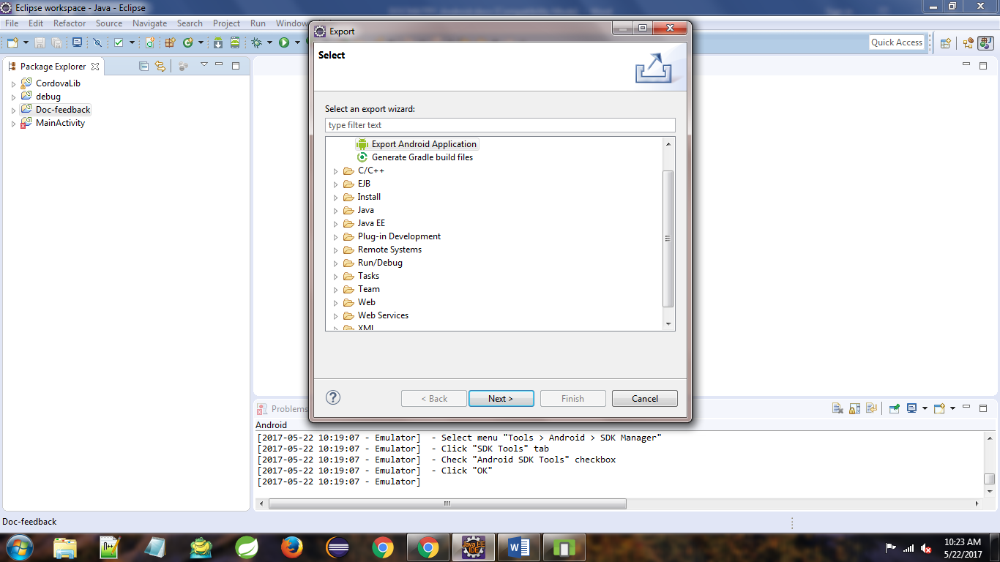 Eclipse workspace - Java - Eclipse
File Edit Refactor Source Navigate Search Project Run Window
Quick Access
Package Explorer
CordovaLib
debug
Doc-feedback
MainActivity
Export
Select
Select an export wizard:
type filter text
Export Android Application
Generate Gradle build files
C/C++
EJB
Install
Java
Java EE
Plug-in Development
Remote Systems
Run/Debug
Tasks
Team
Web
Web Services
XML
< Back Next > Finish Cancel
Problems
Android
[2017-05-22 10:19:07 - Emulator] - Select menu "Tools > Android > SDK Manager"
[2017-05-22 10:19:07 - Emulator] - Click "SDK Tools" tab
[2017-05-22 10:19:07 - Emulator] - Check "Android SDK Tools" checkbox
[2017-05-22 10:19:07 - Emulator] - Click "OK"
[2017-05-22 10:19:07 - Emulator]
Doc-feedback
Java EE
IDE
10:23 AM
5/22/2017